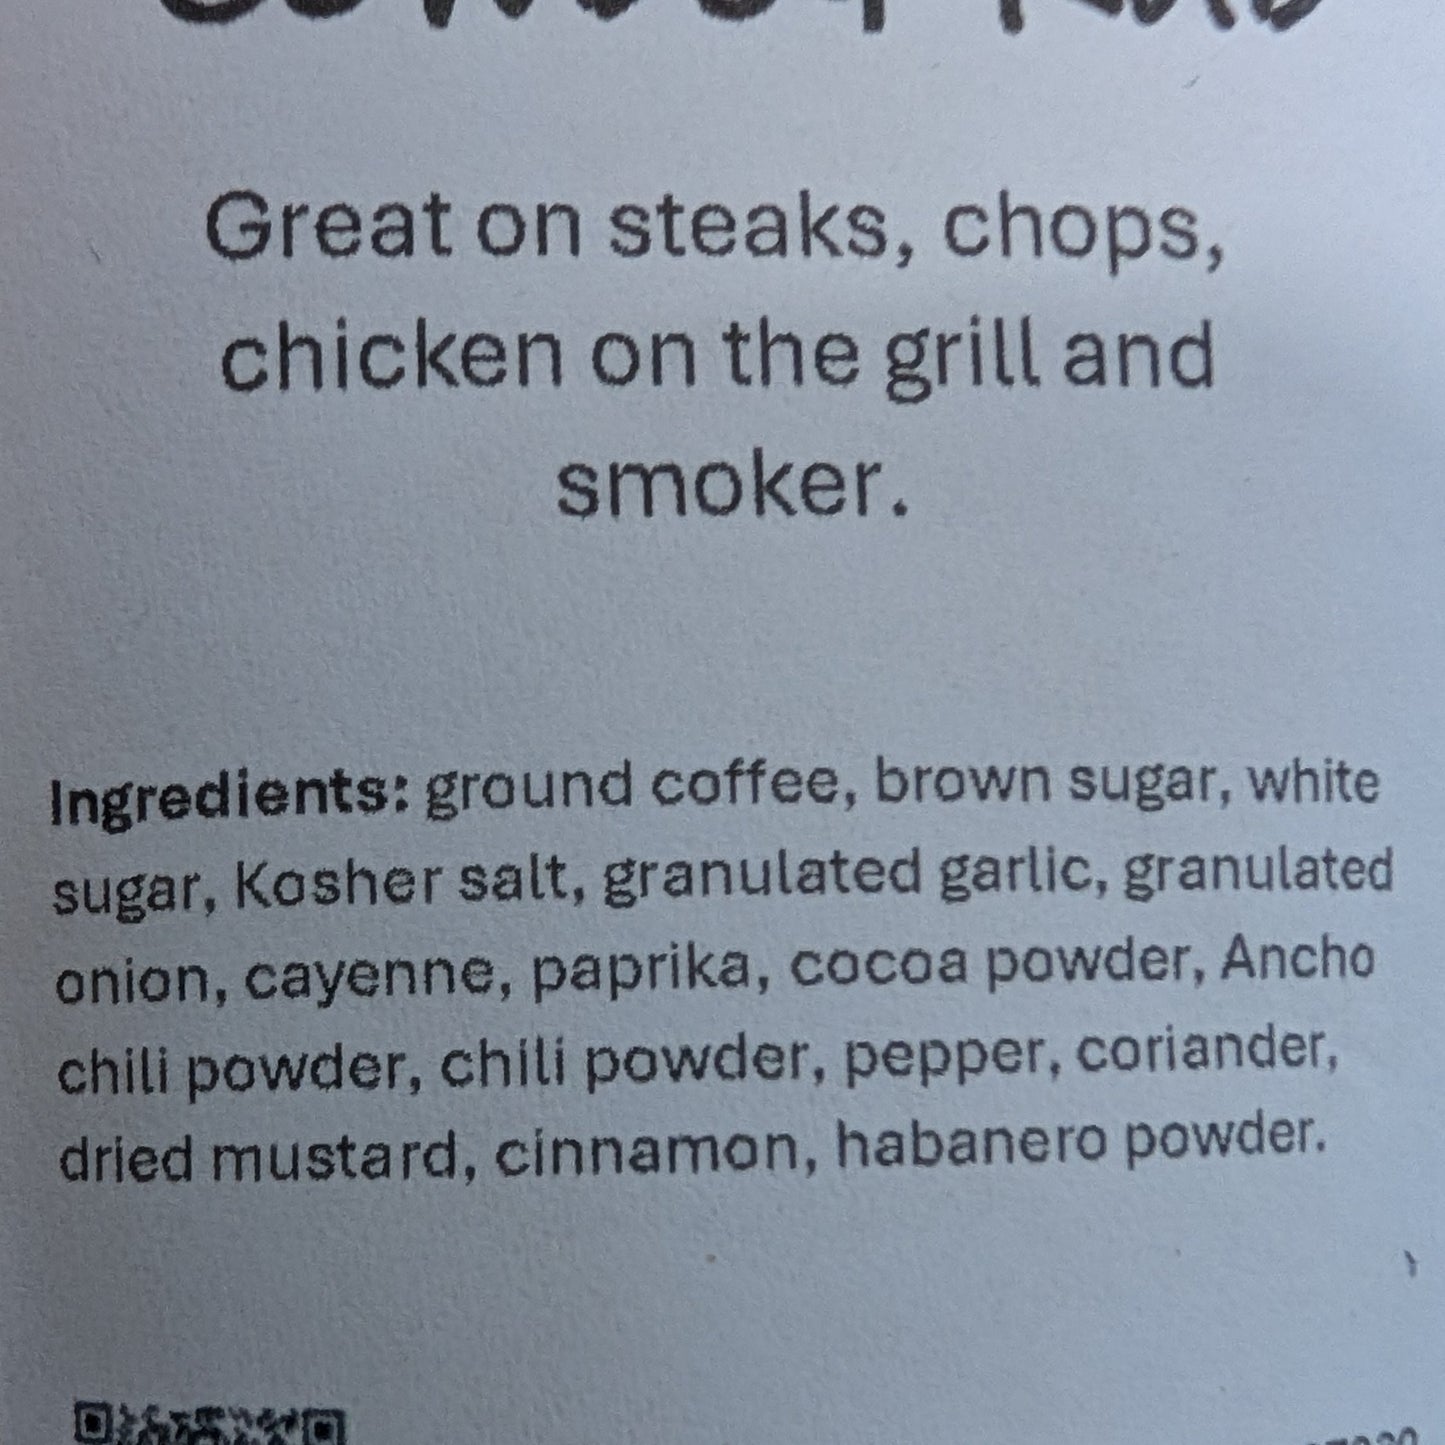 Great on steaks, chops,
chicken on the grill and
smoker.
Ingredients: ground coffee, brown sugar, white
sugar, Kosher salt, granulated garlic, granulated
onion, cayenne, paprika, cocoa powder, Ancho
chili powder, chili powder, pepper, coriander,
dried mustard, cinnamon, habanero powder.